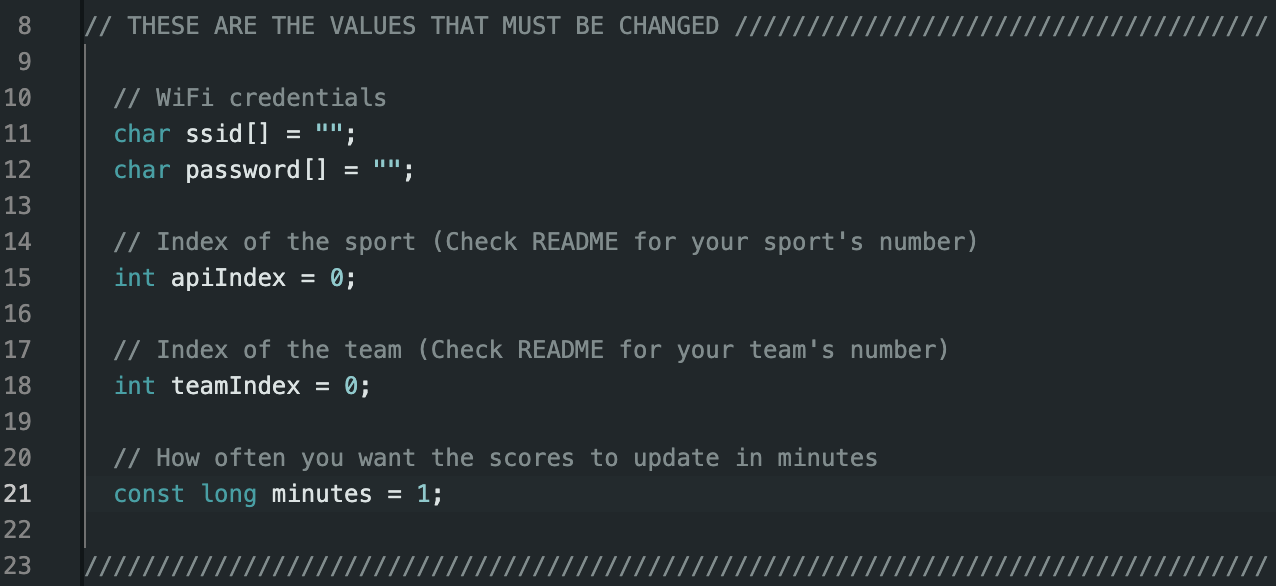 8 // THESE ARE THE VALUES THAT MUST BE CHANGED /////////////////////////////////////
9
10 // WiFi credentials
11 char ssid[] = "";
12 char password[] = "";
13
14 // Index of the sport (Check README for your sport's number)
15 int apiIndex = 0;
16
17 // Index of the team (Check README for your team's number)
18 int teamIndex = 0;
19
20 // How often you want the scores to update in minutes
21 const long minutes = 1;
22
23 //////////////////////////////////////////////////////////////////////////////////